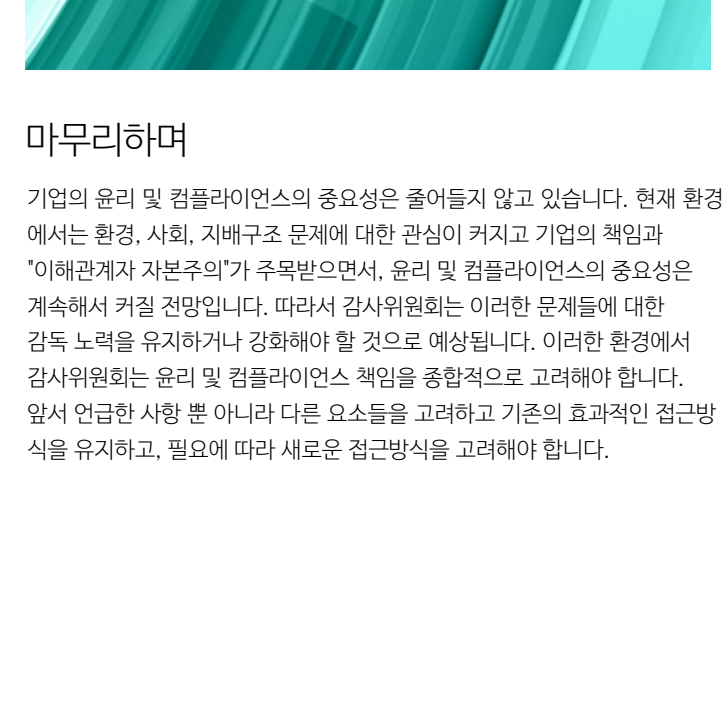 마무리하며
기업의 윤리 및 컴플라이언스의 중요성은 줄어들지 않고 있습니다. 현재 환경
에서는 환경, 사회, 지배구조 문제에 대한 관심이 커지고 기업의 책임과
"이해관계자 자본주의"가 주목받으면서, 윤리 및 컴플라이언스의 중요성은
계속해서 커질 전망입니다. 따라서 감사위원회는 이러한 문제들에 대한
감독 노력을 유지하거나 강화해야 할 것으로 예상됩니다. 이러한 환경에서
감사위원회는 윤리 및 컴플라이언스 책임을 종합적으로 고려해야 합니다.
앞서 언급한 사항 뿐 아니라 다른 요소들을 고려하고 기존의 효과적인 접근방
식을 유지하고, 필요에 따라 새로운 접근방식을 고려해야 합니다.